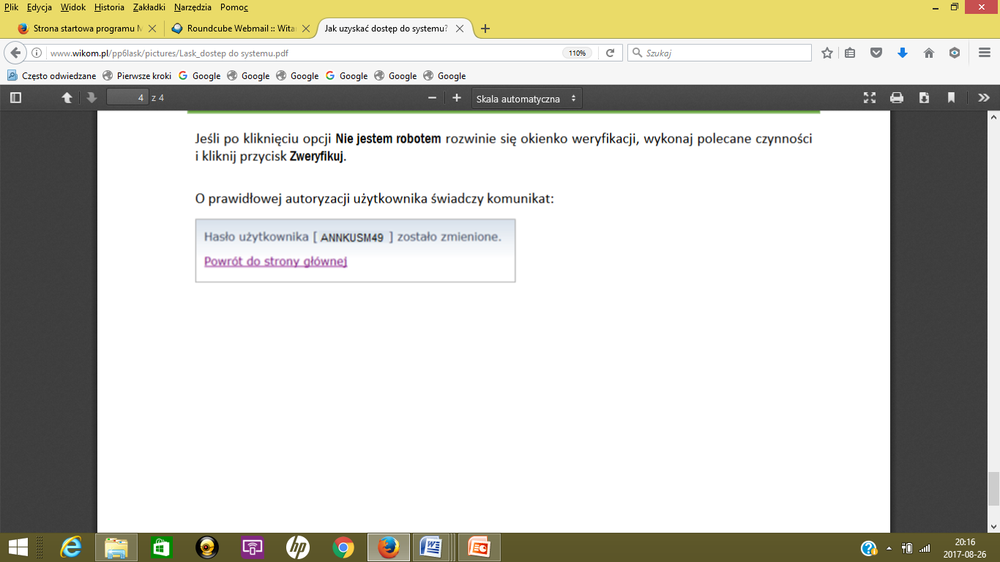 Plik Edycja Widok Historia Zakładki Narzędzia Pomoc
Strona startowa programu M
Roundcube Webmail :: Wita
Jak uzyskać dostęp do systemu?
www.wikom.pl/pp6lask/pictures/Lask_dostep do systemu.pdf
110%
Szukaj
Często odwiedzane Pierwsze kroki Google Google Google Google Google Google
4 z 4
Skala automatyczna
Jeśli po kliknięciu opcji Nie jestem robotem rozwinie się okienko weryfikacji, wykonaj polecane czynności
i kliknij przycisk Zweryfikuj.
O prawidłowej autoryzacji użytkownika świadczy komunikat:
Hasło użytkownika [ ANNKUSM49 ] zostało zmienione.
Powrót do strony głównej
20:16
2017-08-26